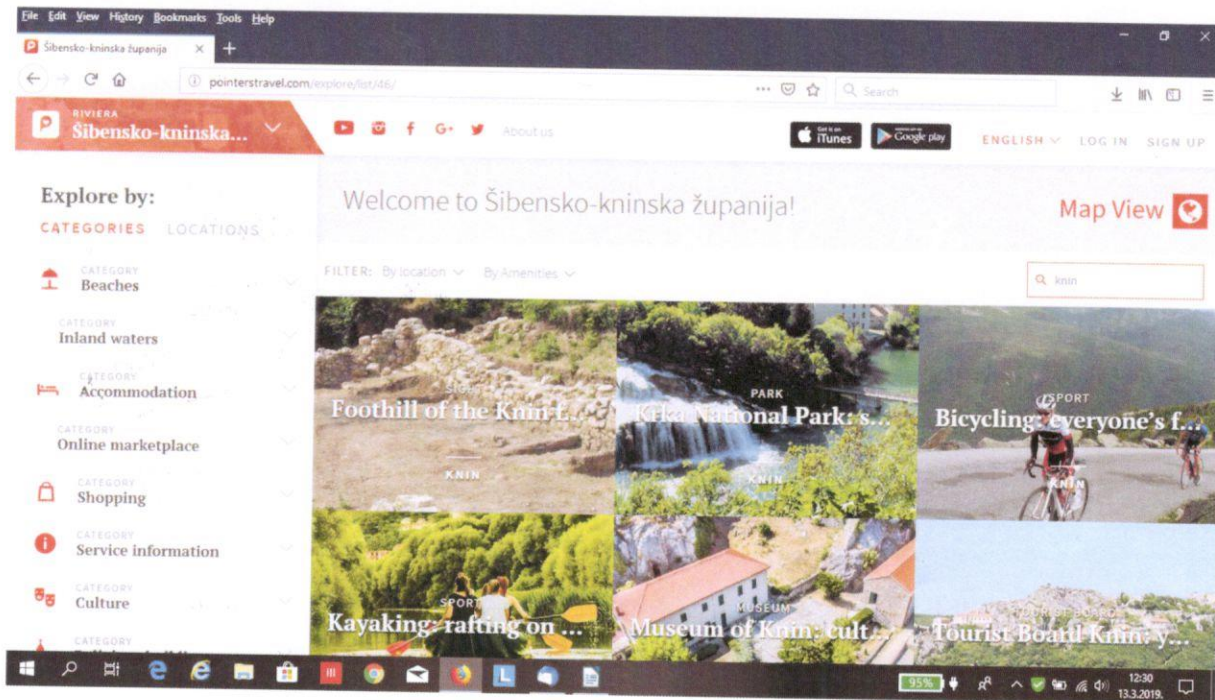 File Edit View History Bookmarks Tools Help
Šibensko-kninska županija
pointerstravel.com/explore/list/46/
Search
RIVIERA
Šibensko-kninska...
About us
Get it on
iTunes
Google play
ENGLISH
LOG IN
SIGN UP
Explore by:
CATEGORIES LOCATIONS
CATEGORY
Beaches
CATEGORY
Inland waters
CATEGORY
Accommodation
CATEGORY
Online marketplace
CATEGORY
Shopping
CATEGORY
Service information
CATEGORY
Culture
CATEGORY
Welcome to Šibensko-kninska županija!
Map View
FILTER: By location By Amenities
knin
Foothill of the Knin
KNIN
PARK
Krka National Park: s...
KNIN
SPORT
Bicycling: everyone's f...
KNIN
SPORT
Kayaking: rafting on ...
MUSEUM
Museum of Knin: cult...
Tourist Board Knin: y...
95%
12:30
13.3.2019.